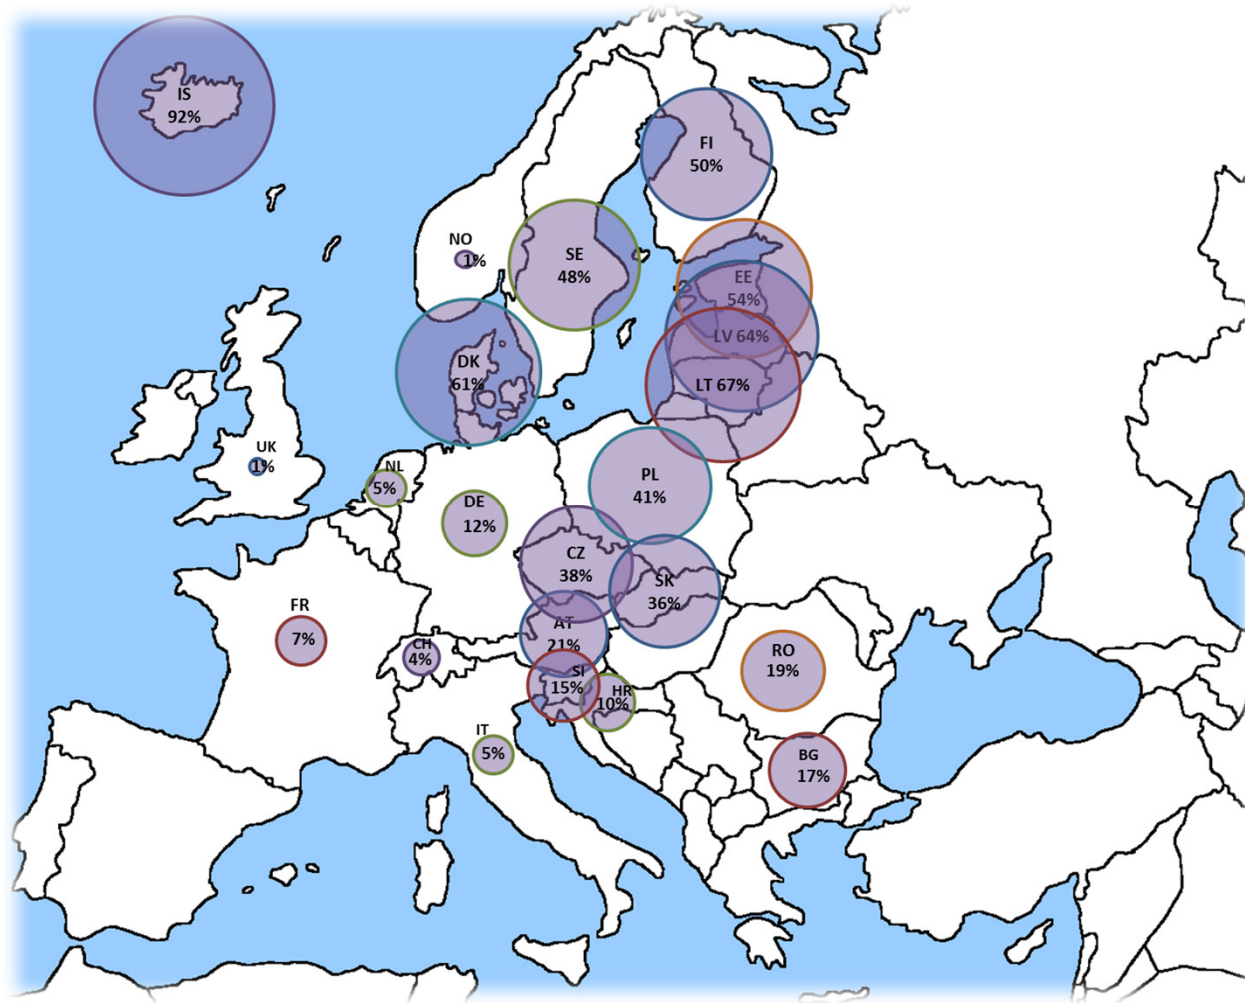 IS
92%
FI
50%
NO
1%
SE
48%
EE
54%
LV 64%
DK
61%
LT 67%
UK
1%
NL
5%
PL
41%
DE
12%
CZ
38%
SK
36%
FR
7%
AT
21%
CH
4%
SI
15%
HR
10%
RO
19%
IT
5%
BG
17%